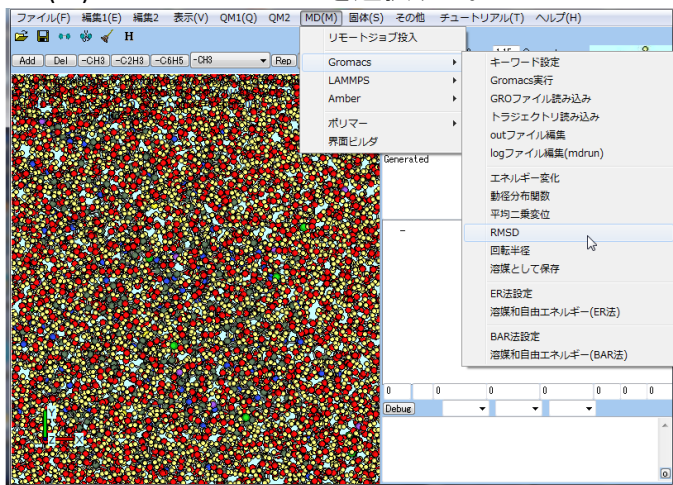 ファイル(F) 編集1(E) 編集2 表示(V) QM1(Q) QM2 MD(M) 固体(S) その他 チュートリアル(T) ヘルプ(H)
H
Add Del -CH3 -C2H3 -C6H5 -CH3 Rep
リモートジョブ投入
Gromacs
LAMMPS
Amber
ポリマー
界面ビルダ
キーワード設定
Gromacs実行
GROファイル読み込み
トラジェクトリ読み込み
outファイル編集
logファイル編集(mdrun)
エネルギー変化
動径分布関数
平均二乗変位
RMSD
回転半径
溶媒として保存
ER法設定
溶媒和自由エネルギー(ER法)
BAR法設定
溶媒和自由エネルギー(BAR法)
Generated
-
0 0 0 0 0 0 0
Debug
Y
Z X